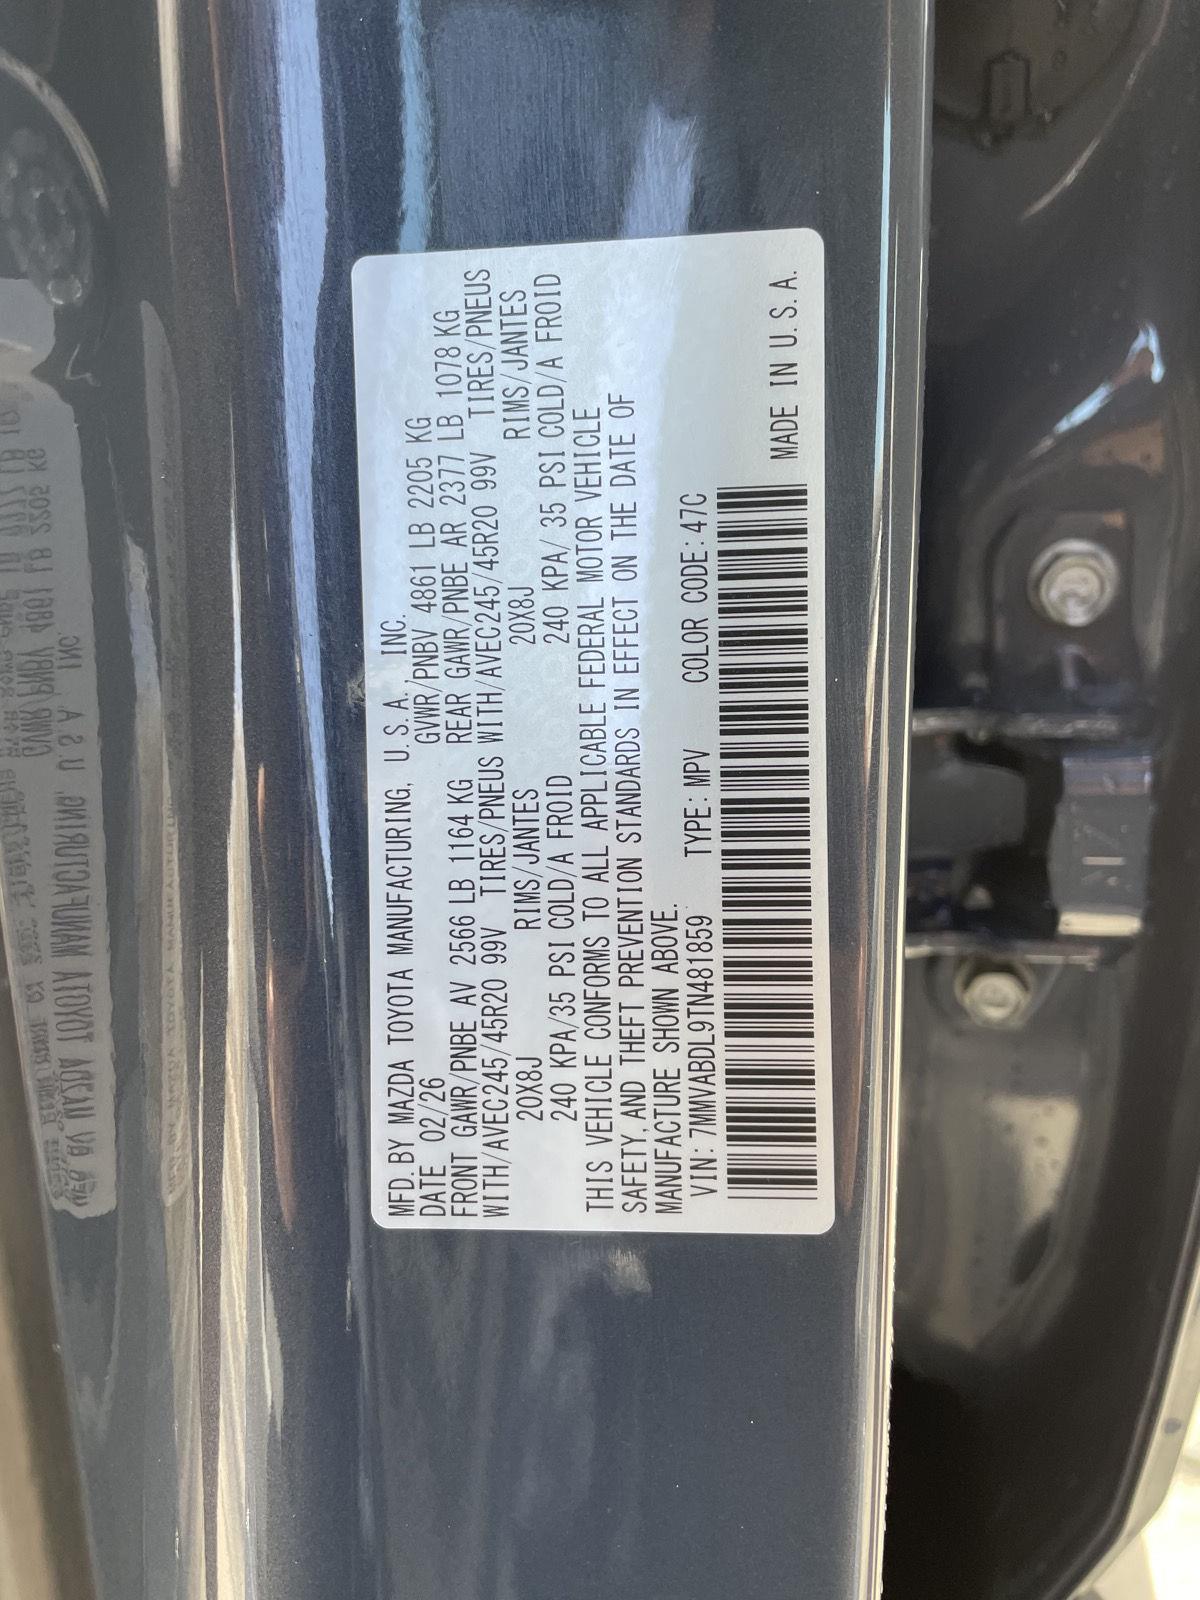 MFD. BY MAZDA TOYOTA MANUFACTURING, U.S.A., INC.
DATE 02/26 GVWR/PNBV 4861 LB 2205 KG
FRONT GAWR/PNBE AV 2566 LB 1164 KG REAR GAWR/PNBE AR 2377 LB 1078 KG
WITH/AVEC245/45R20 99V TIRES/PNEUS WITH/AVEC245/45R20 99V TIRES/PNEUS
20X8J RIMS/JANTES 20X8J RIMS/JANTES
240 KPA/35 PSI COLD/A FROID 240 KPA/ 35 PSI COLD/A FROID
THIS VEHICLE CONFORMS TO ALL APPLICABLE FEDERAL MOTOR VEHICLE
SAFETY,AND THEFT PREVENTION STANDARDS IN EFFECT ON THE DATE OF
MANUFACTURE SHOWN ABOVE.
VIN: 7MMVABDL9TN481859 TYPE: MPV COLOR CODE: 47C
MADE IN U.S.A.